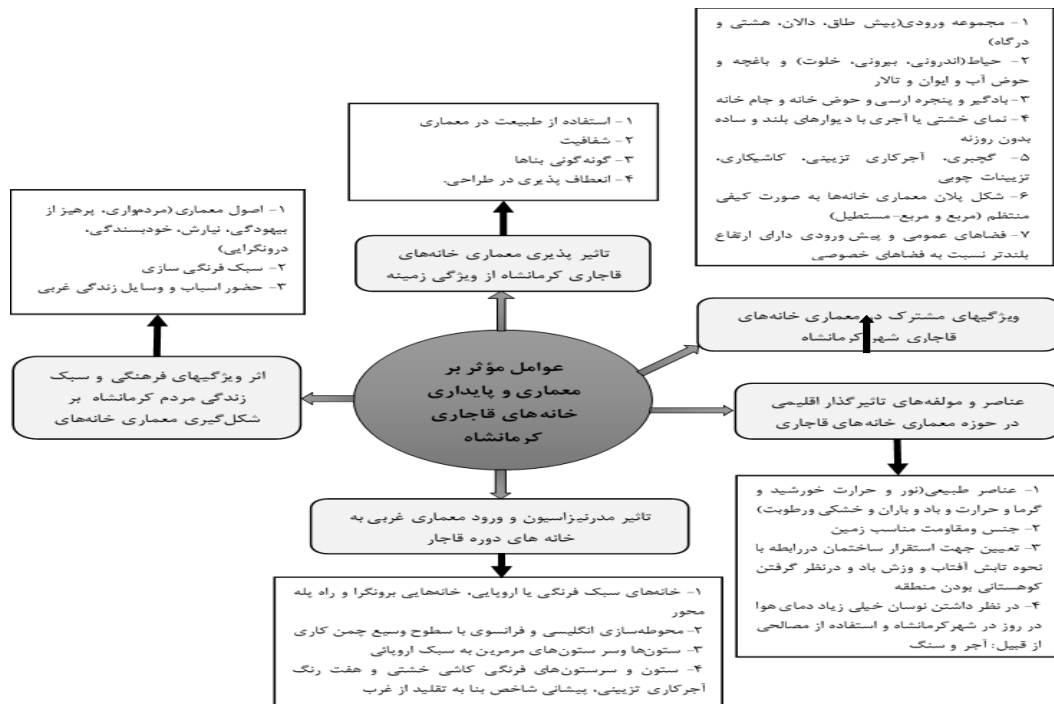 ۱- مجموعه ورودی(پیش طاق، دالان، هشتی و
درگاه)
۲- حیاط(اندرونی، بیرونی، خلوت) و باغچه و
حوض آب و ایوان و تالار
۳- بادگیر و پنجره ارسی و حوض خانه و جام خانه
۴- نمای خشتی یا آجری با دیوارهای بلند و ساده
بدون روزنه
۵- گچبری، آجرکاری تزیینی، کاشیکاری،
تزیینات چوبی
۶- شکل پلان معماری خانه‌ها به صورت کیفی
منتظم (مربع و مربع-مستطیل)
۷- فضاهای عمومی و پیش ورودی دارای ارتفاع
بلندتر نسبت به فضاهای خصوصی
ویژگیهای مشترک در معماری خانه‌های
قاجاری شهر کرمانشاه
۱- استفاده از طبیعت در معماری
۲- شفافیت
۳- گونه‌گونی بناها
۴- انعطاف پذیری در طراحی.
تاثیر پذیری معماری خانه‌های
قاجاری کرمانشاه از ویژگی زمینه
۱- اصول معماری (مردم‌واری، پرهیز از
بیهودگی، نیارش، خودبسندگی،
درونگرایی)
۲- سبک فرنگی سازی
۳- حضور اسباب و وسایل زندگی غربی
اثر ویژگیهای فرهنگی و سبک
زندگی مردم کرمانشاه بر
شکل‌گیری معماری خانه‌های
عوامل مؤثر بر
معماری و پایداری
خانه‌های قاجاری
کرمانشاه
عناصر و مولفه‌های تاثیرگذار اقلیمی
در حوزه معماری خانه‌های قاجاری
۱- عناصر طبیعی(نور و حرارت خورشید و
گرما و حرارت و باد و باران و خشکی ورطوبت)
۲- جنس ومقاومت مناسب زمین
۳- تعیین جهت استقرار ساختمان دررابطه با
نحوه تابش آفتاب و وزش باد و درنظر گرفتن
کوهستانی بودن منطقه
۴- در نظر داشتن نوسان خیلی زیاد دمای هوا
در روز در شهرکرمانشاه و استفاده از مصالحی
از قبیل: آجر و سنگ
تاثیر مدرنیزاسیون و ورود معماری غربی به
خانه های دوره قاجار
۱- خانه‌های سبک فرنگی یا اروپایی، خانه‌هایی برونگرا و راه پله
محور
۲- محوطه‌سازی انگلیسی و فرانسوی با سطوح وسیع چمن کاری
۳- ستون‌ها وسر ستون‌های مرمرین به سبک اروپائی
۴- ستون و سرستون‌های فرنگی کاشی خشتی و هفت رنگ
آجرکاری تزیینی، پیشانی شاخص بنا به تقلید از غرب